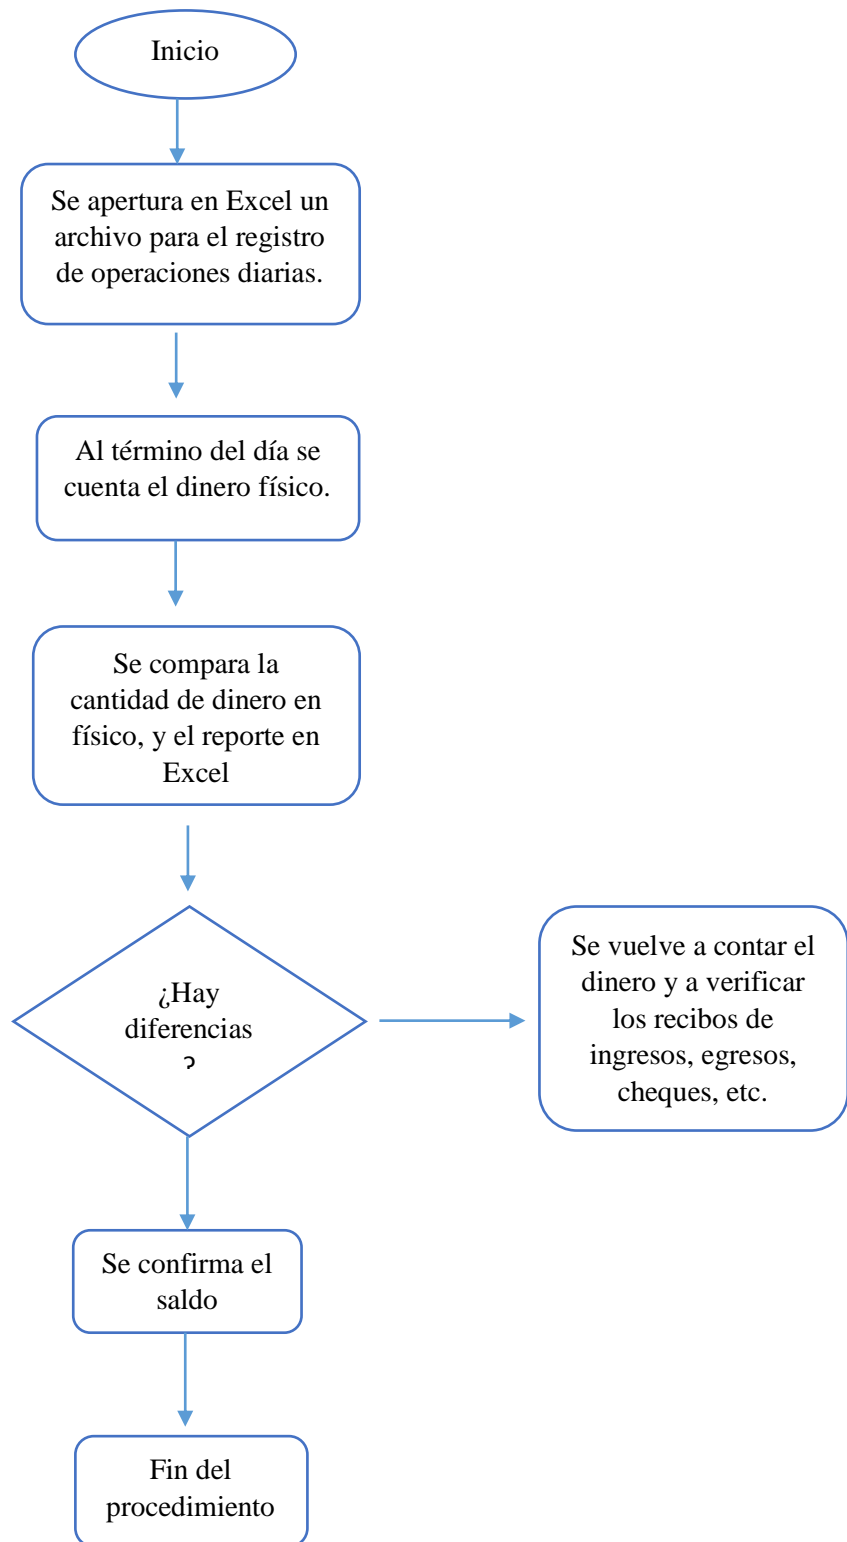 Inicio
Se apertura en Excel un
archivo para el registro
de operaciones diarias.
Al término del día se
cuenta el dinero físico.
Se compara la
cantidad de dinero en
físico, y el reporte en
Excel
¿Hay
diferencias
?
Se vuelve a contar el
dinero y a verificar
los recibos de
ingresos, egresos,
cheques, etc.
Se confirma el
saldo
Fin del
procedimiento